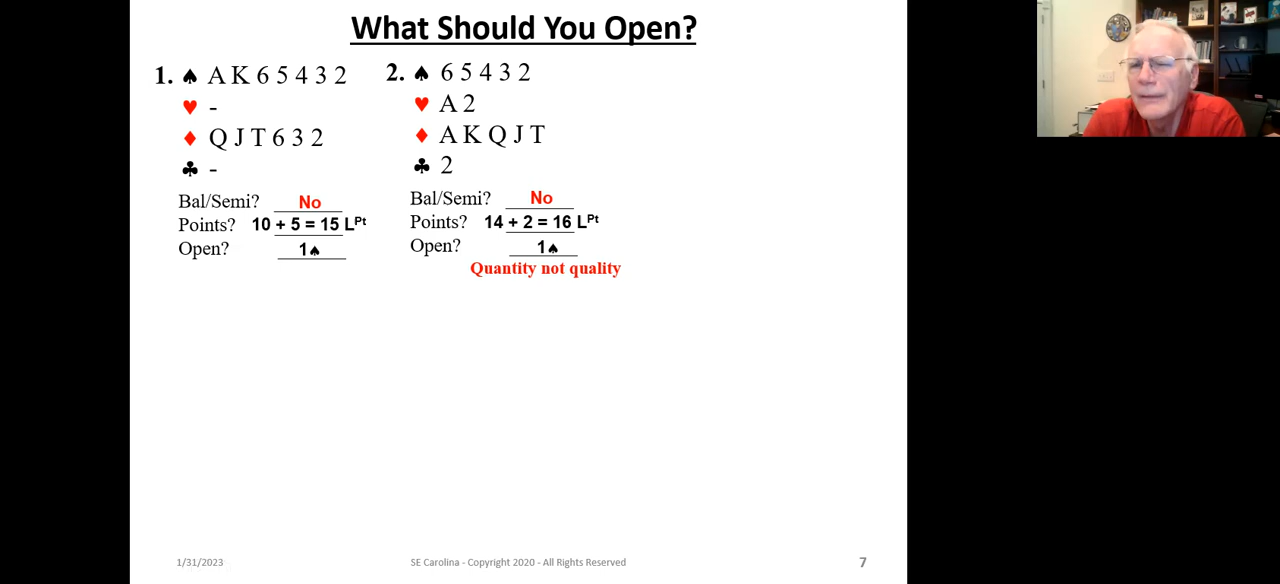 What Should You Open?
1. ♠ A K 6 5 4 3 2
♥ -
♦ Q J T 6 3 2
♣ -
Bal/Semi? No
Points? 10 + 5 = 15 LPt
Open? 1♠
2. ♠ 6 5 4 3 2
♥ A 2
♦ A K Q J T
♣ 2
Bal/Semi? No
Points? 14 + 2 = 16 LPt
Open? 1♠
Quantity not quality
1/31/2023
SE Carolina - Copyright 2020 - All Rights Reserved
7